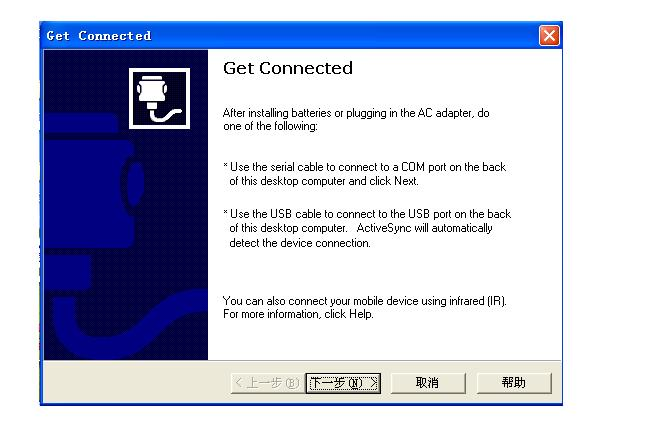 Get Connected
Get Connected
After installing batteries or plugging in the AC adapter, do
one of the following:
* Use the serial cable to connect to a COM port on the back
of this desktop computer and click Next.
* Use the USB cable to connect to the USB port on the back
of this desktop computer. ActiveSync will automatically
detect the device connection.
You can also connect your mobile device using infrared (IR).
For more information, click Help.
< 上一步(B) 下一步(N) > 取消 帮助